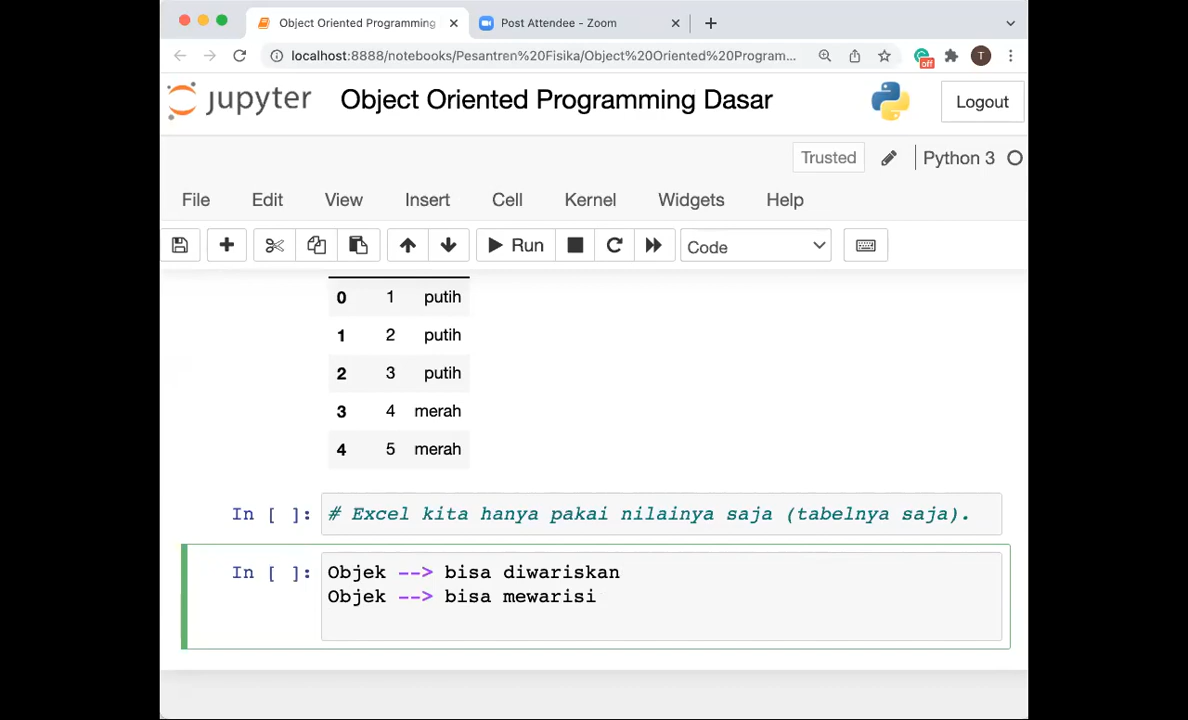 Object Oriented Programming
Post Attendee - Zoom
localhost:8888/notebooks/Pesantren%20Fisika/Object%20Oriented%20Program...
off
T
jupyter Object Oriented Programming Dasar
Logout
Trusted
Python 3
File Edit View Insert Cell Kernel Widgets Help
Run
Code
0 1 putih
1 2 putih
2 3 putih
3 4 merah
4 5 merah
In [ ]: # Excel kita hanya pakai nilainya saja (tabelnya saja).
In [ ]: Objek --> bisa diwariskan
Objek --> bisa mewarisi